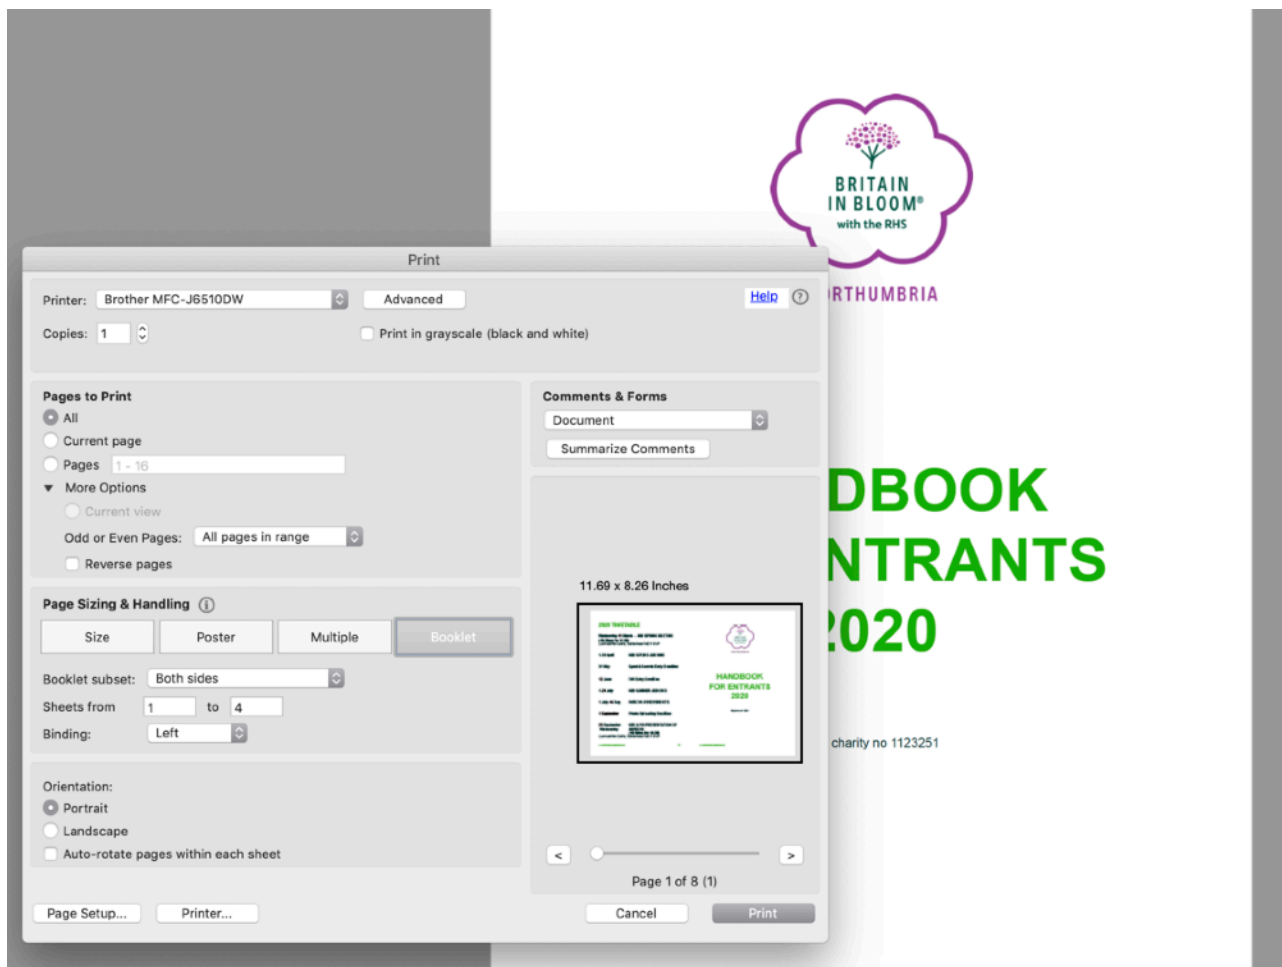 BRITAIN
IN BLOOM®
with the RHS
RTHUMBRIA
DBOOK
NTRANTS
2020
charity no 1123251
Print
Printer: Brother MFC-J6510DW Advanced Help ?
Copies: 1 Print in grayscale (black and white)
Pages to Print
All
Current page
Pages 1 - 16
More Options
Current view
Odd or Even Pages: All pages in range
Reverse pages
Comments & Forms
Document
Summarize Comments
Page Sizing & Handling i
Size Poster Multiple Booklet
Booklet subset: Both sides
Sheets from 1 to 4
Binding: Left
Orientation:
Portrait
Landscape
Auto-rotate pages within each sheet
11.69 x 8.26 Inches
2020 TIMETABLE
HANDBOOK
FOR ENTRANTS
2020
< >
Page 1 of 8 (1)
Page Setup... Printer... Cancel Print